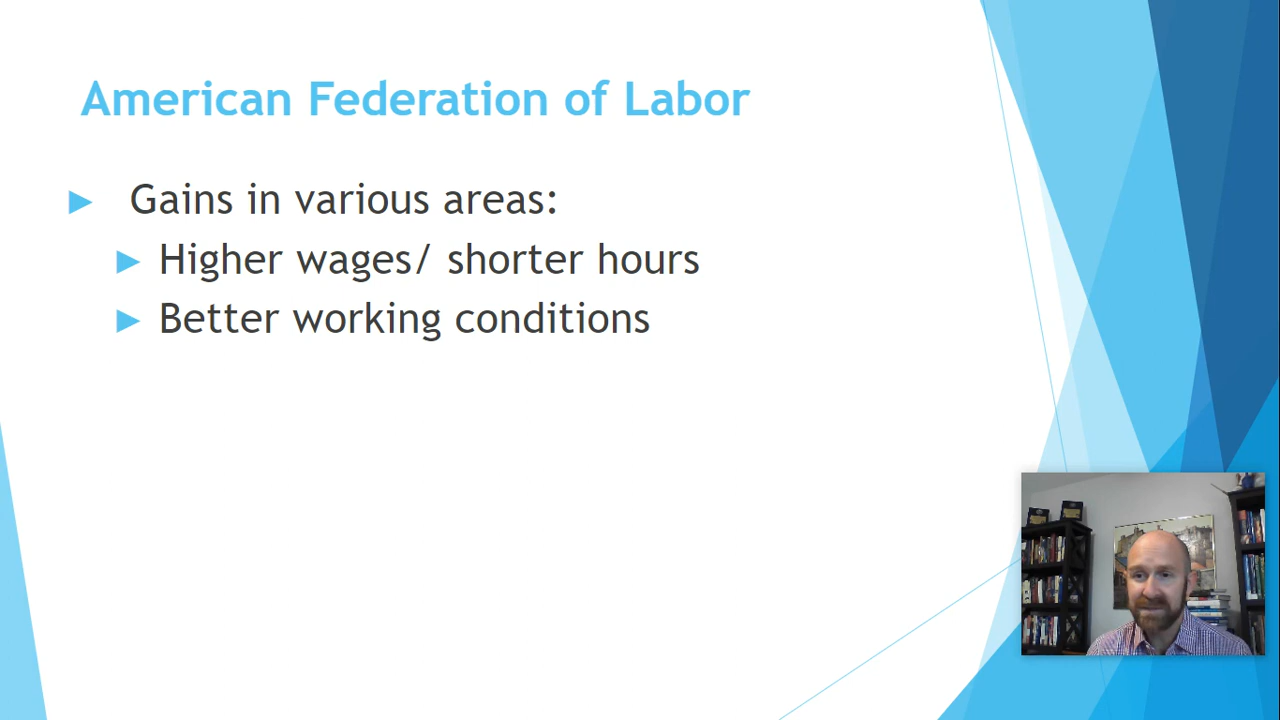 American Federation of Labor
Gains in various areas:
Higher wages/ shorter hours
Better working conditions